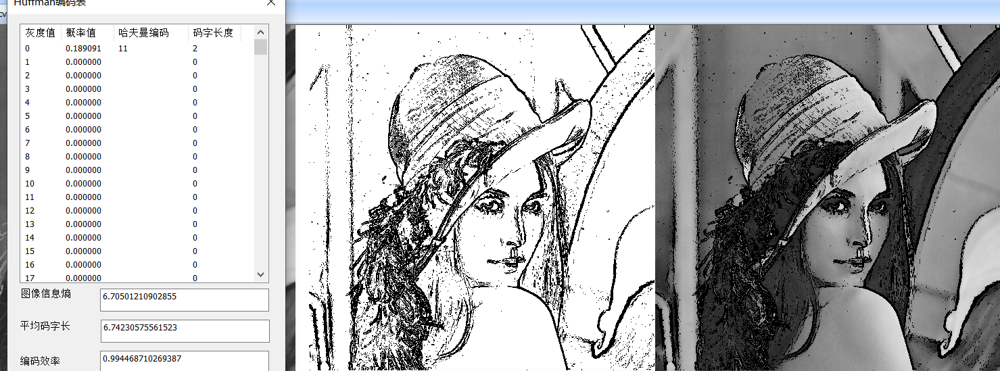 Huffman编码表
cv
灰度值 概率值 哈夫曼编码 码字长度
0 0.189091 11 2
1 0.000000 0
2 0.000000 0
3 0.000000 0
4 0.000000 0
5 0.000000 0
6 0.000000 0
7 0.000000 0
8 0.000000 0
9 0.000000 0
10 0.000000 0
11 0.000000 0
12 0.000000 0
13 0.000000 0
14 0.000000 0
15 0.000000 0
16 0.000000 0
17 0.000000 0
图像信息熵 6.70501210902855
平均码字长 6.74230575561523
编码效率 0.994468710269387